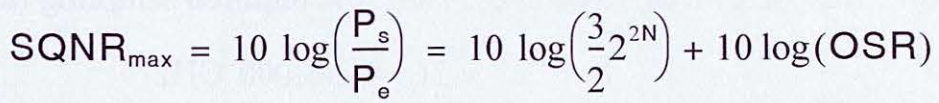 SQNR_max = 10 log(P_s/P_e) = 10 log(3/2 2^{2N}) + 10 log(OSR)